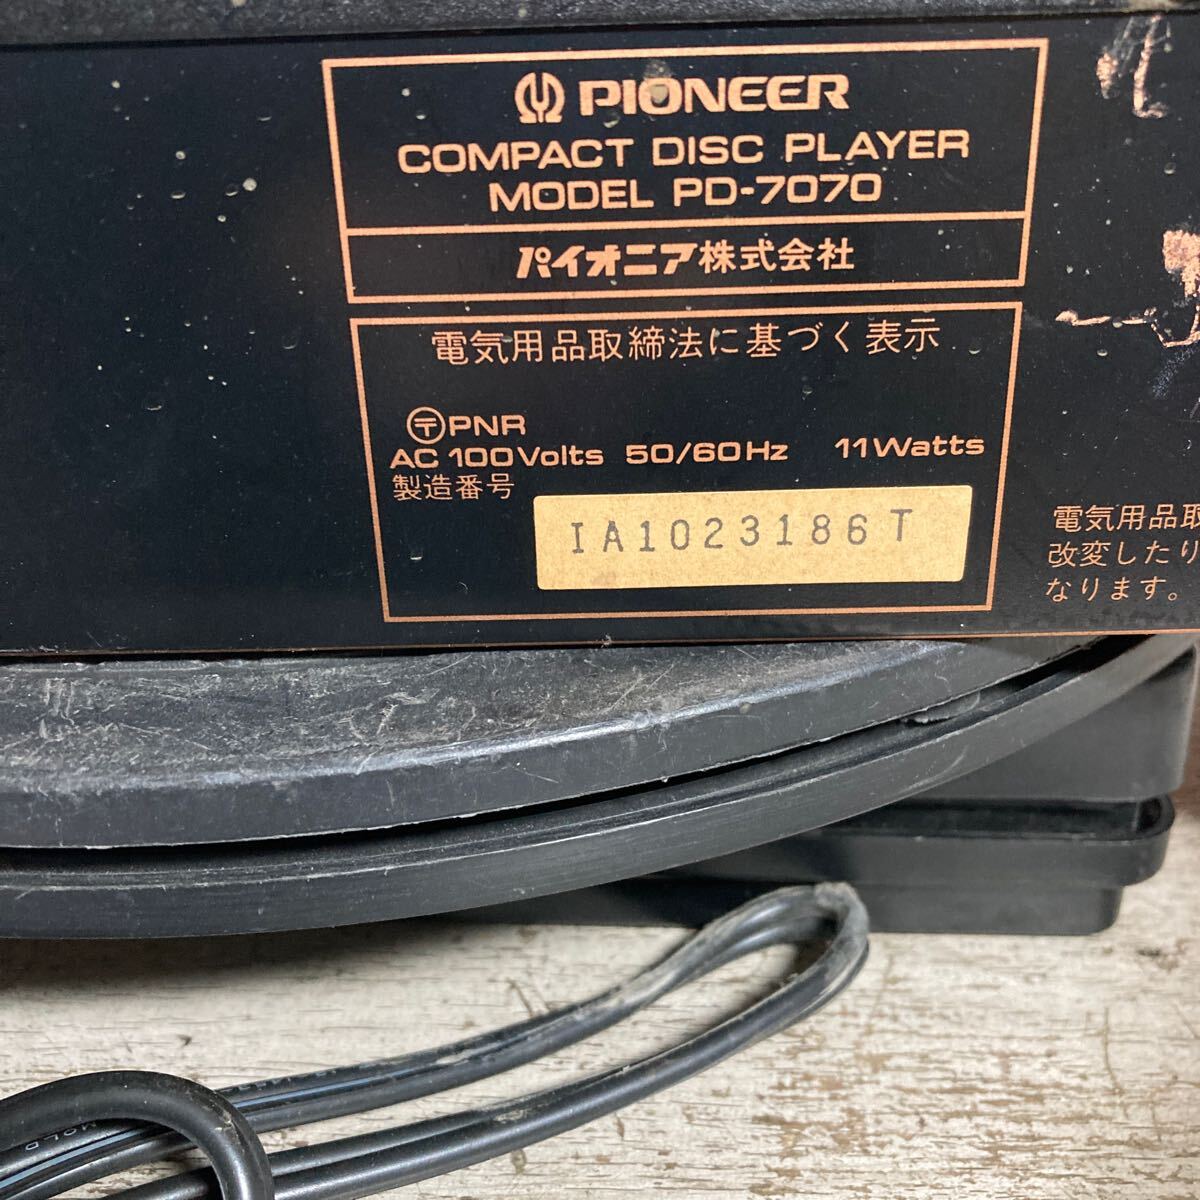 PIONEER
COMPACT DISC PLAYER
MODEL PD-7070
パイオニア株式会社
電気用品取締法に基づく表示
〒PNR
AC 100Volts 50/60Hz 11Watts
製造番号
IA1023186T
電気用品取
改変したり
なります。